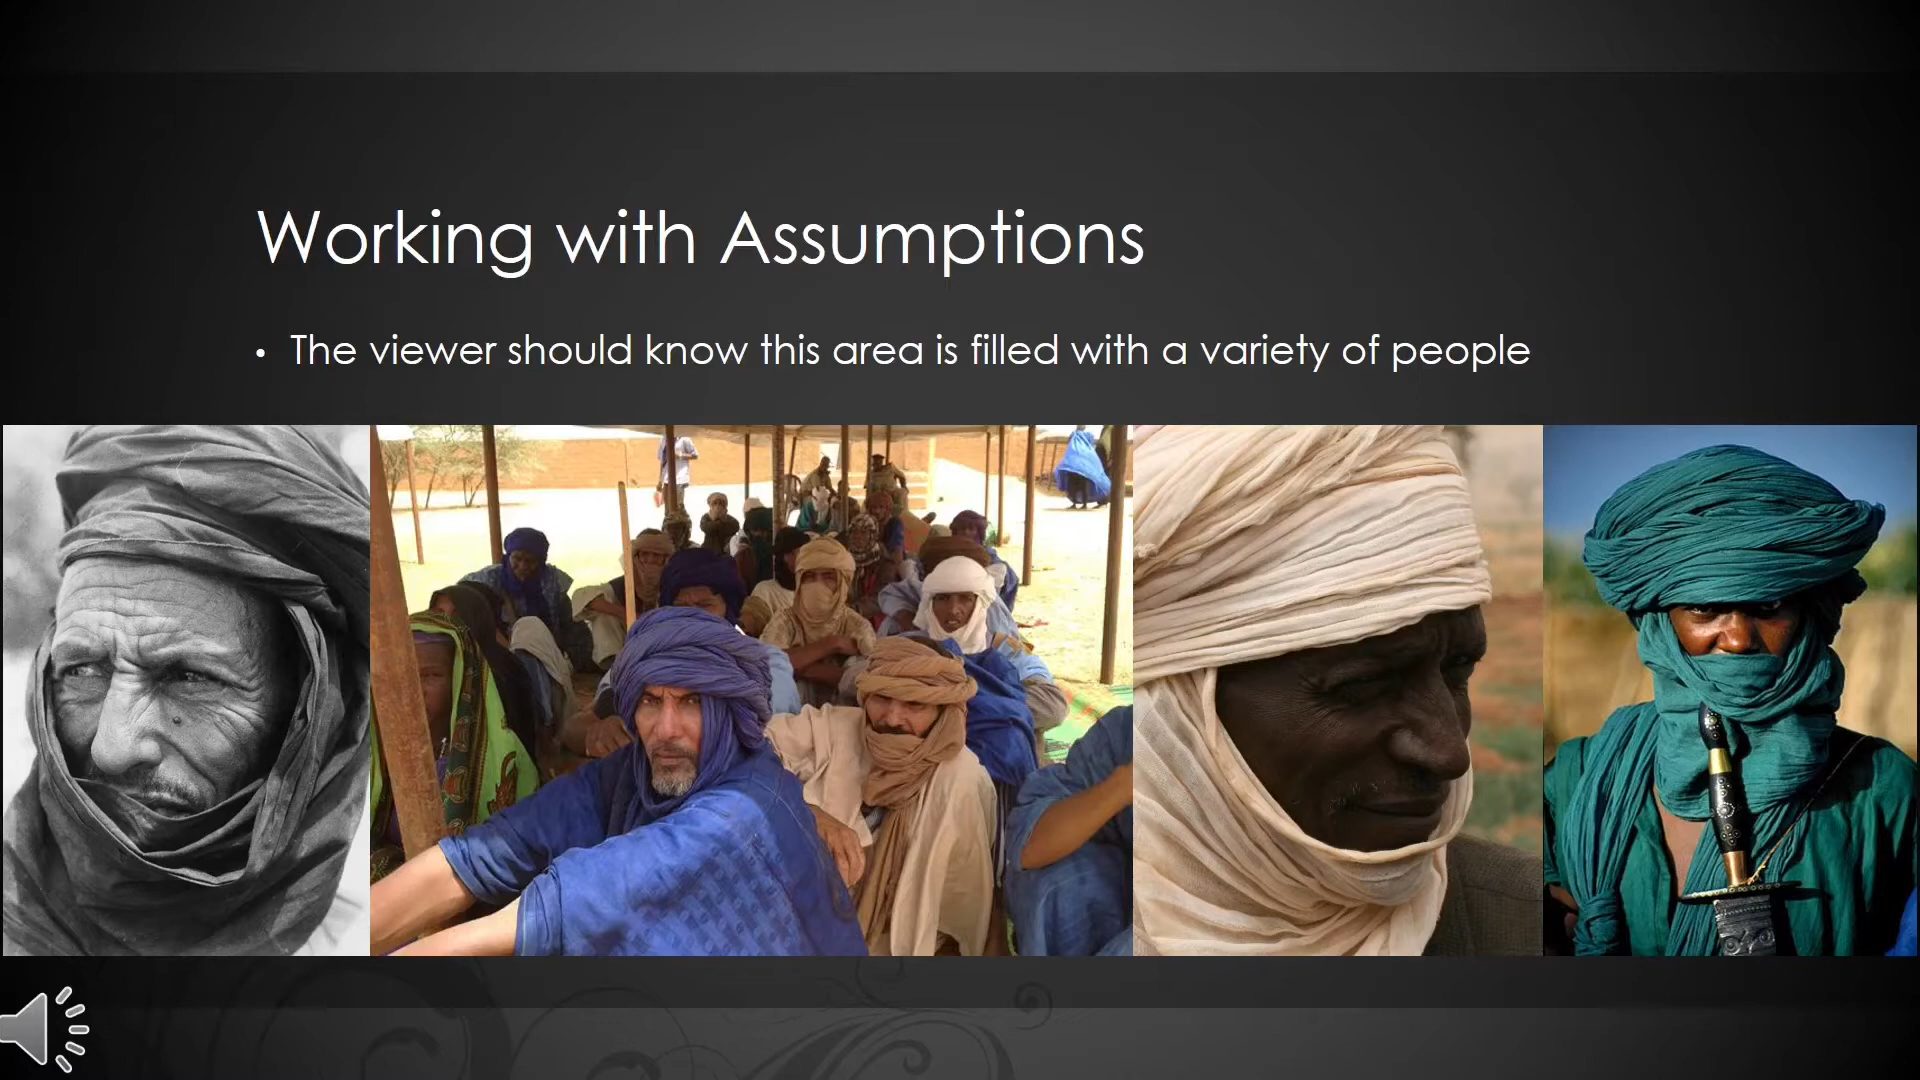 Working with Assumptions
• The viewer should know this area is filled with a variety of people